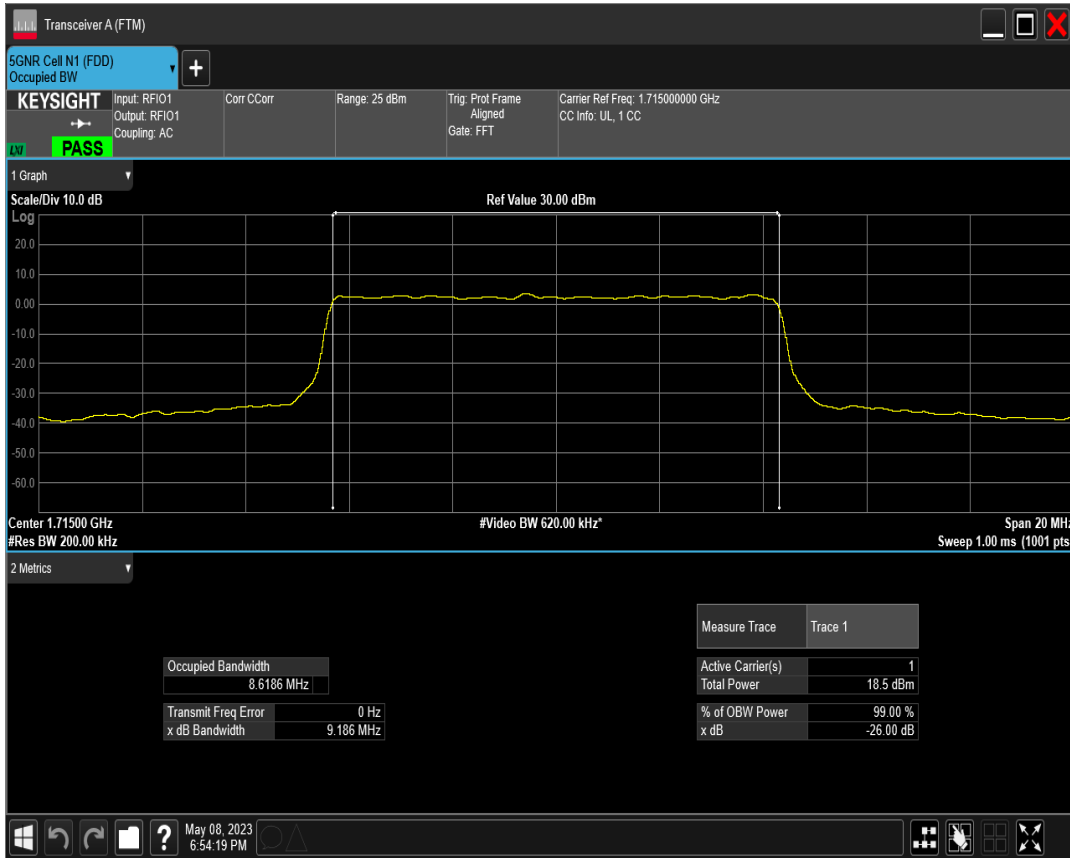 Transceiver A (FTM)
5GNR Cell N1 (FDD)
Occupied BW
+
KEYSIGHT
LXI
PASS
Input: RFIO1
Output: RFIO1
Coupling: AC
Corr CCorr
Range: 25 dBm
Trig: Prot Frame
Aligned
Gate: FFT
Carrier Ref Freq: 1.715000000 GHz
CC Info: UL, 1 CC
1 Graph
Scale/Div 10.0 dB
Ref Value 30.00 dBm
Log
20.0
10.0
0.00
-10.0
-20.0
-30.0
-40.0
-50.0
-60.0
Center 1.71500 GHz
#Video BW 620.00 kHz*
Span 20 MHz
#Res BW 200.00 kHz
Sweep 1.00 ms (1001 pts
2 Metrics
Measure Trace Trace 1
Occupied Bandwidth
8.6186 MHz
Active Carrier(s) 1
Total Power 18.5 dBm
Transmit Freq Error 0 Hz
x dB Bandwidth 9.186 MHz
% of OBW Power 99.00 %
x dB -26.00 dB
?
May 08, 2023
6:54:19 PM